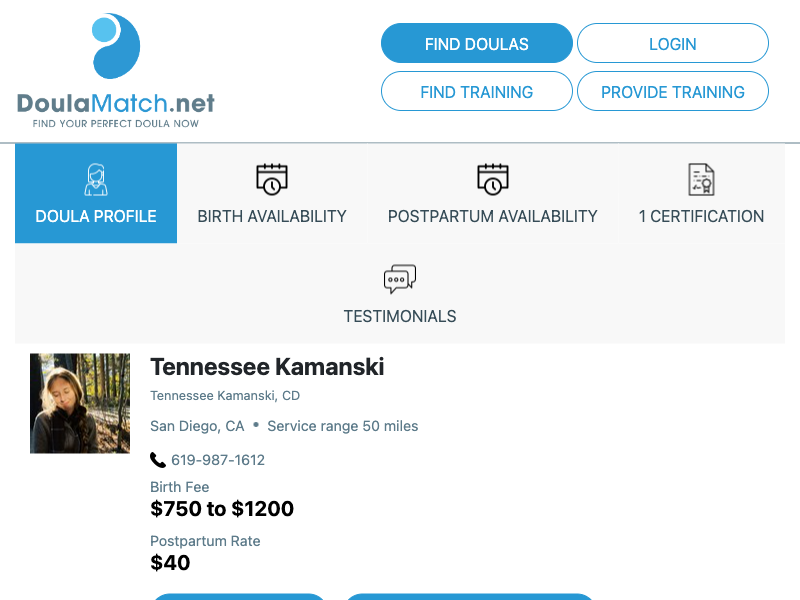 DoulaMatch.net
FIND YOUR PERFECT DOULA NOW
FIND DOULAS
LOGIN
FIND TRAINING
PROVIDE TRAINING
DOULA PROFILE
BIRTH AVAILABILITY
POSTPARTUM AVAILABILITY
1 CERTIFICATION
TESTIMONIALS
Tennessee Kamanski
Tennessee Kamanski, CD
San Diego, CA • Service range 50 miles
619-987-1612
Birth Fee
$750 to $1200
Postpartum Rate
$40